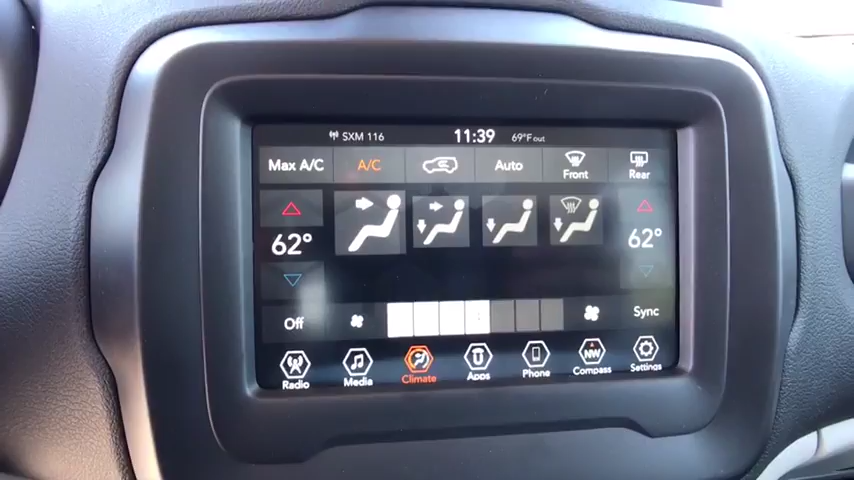 SXM 116 11:39 69°F out
Max A/C A/C Auto Front Rear
62° 62°
Off Sync
Radio Media Climate Apps Phone NW Compass Settings